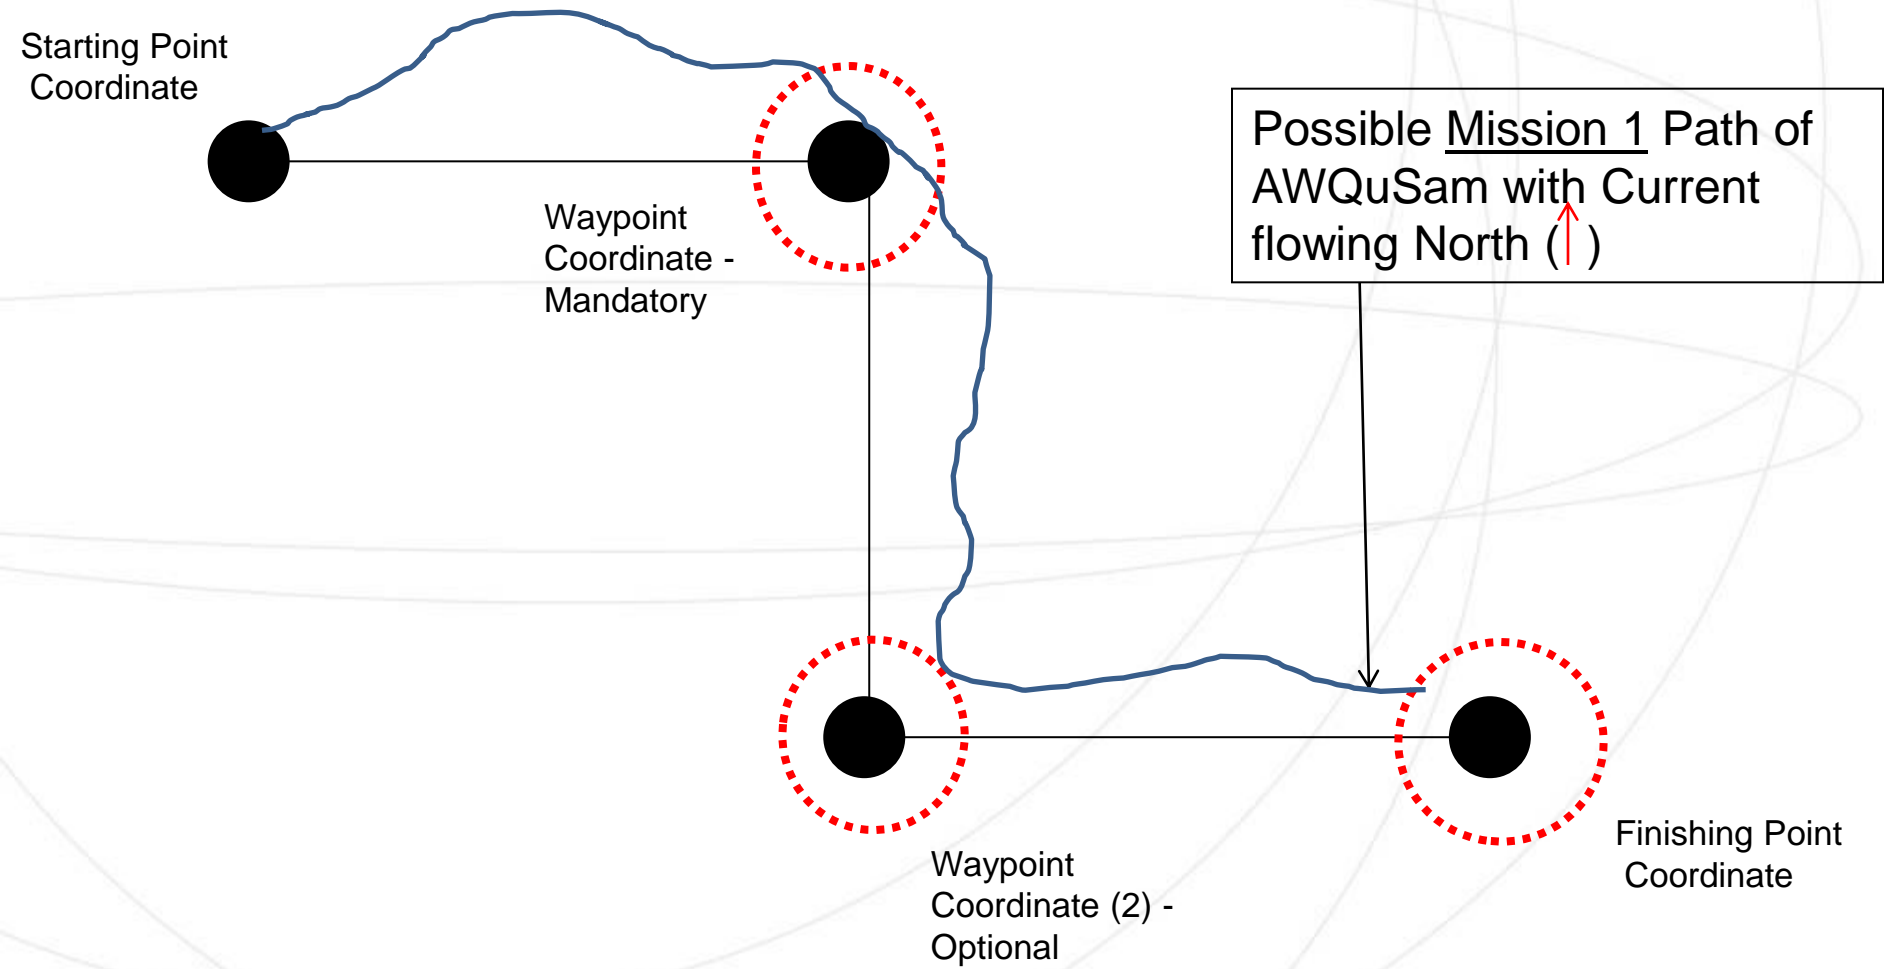 Starting Point
Coordinate
Possible Mission 1 Path of
AWQuSam with Current
flowing North (↑)
Waypoint
Coordinate -
Mandatory
Finishing Point
Coordinate
Waypoint
Coordinate (2) -
Optional